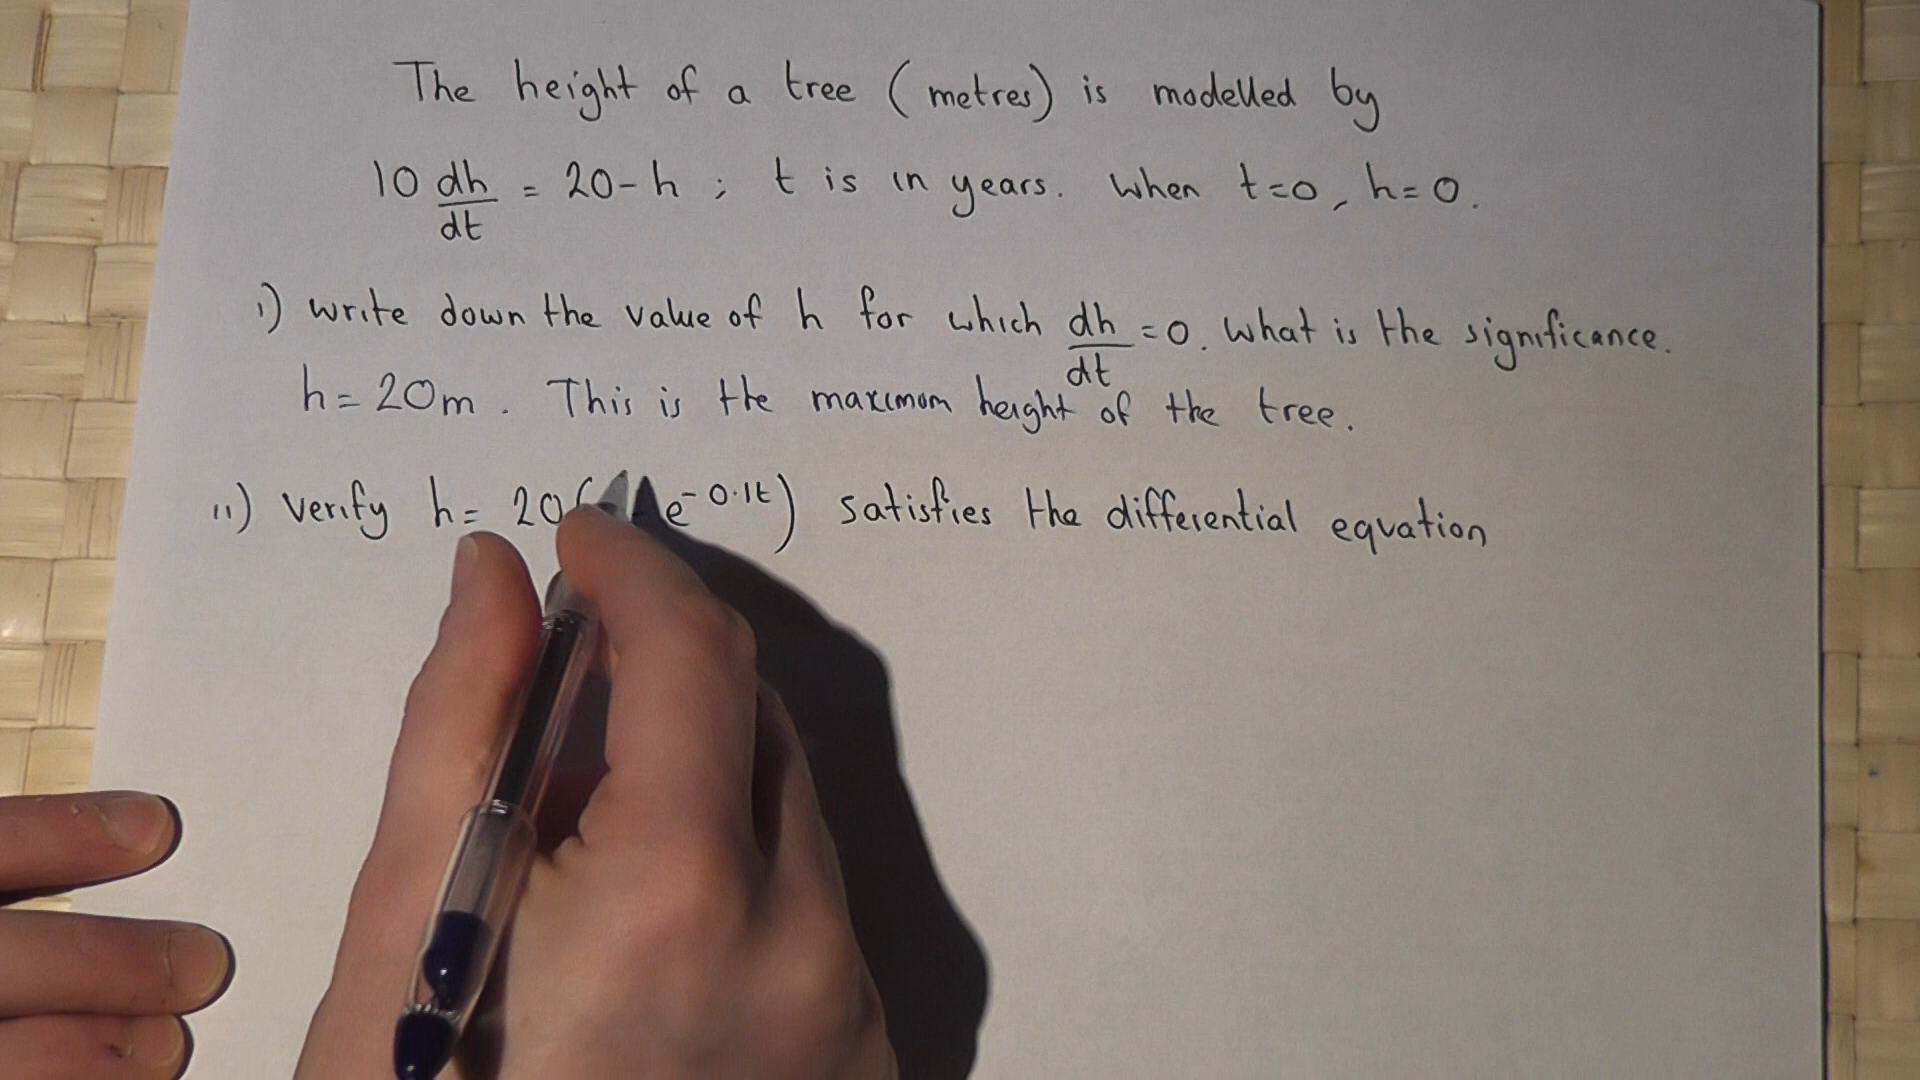 The height of a tree (metres) is modelled by
10 dh/dt = 20-h ; t is in years. When t=0, h=0.
i) write down the value of h for which dh/dt =0. What is the significance.
h= 20m. This is the maximum height of the tree.
ii) Verify h= 20( e^-0.1t) satisfies the differential equation